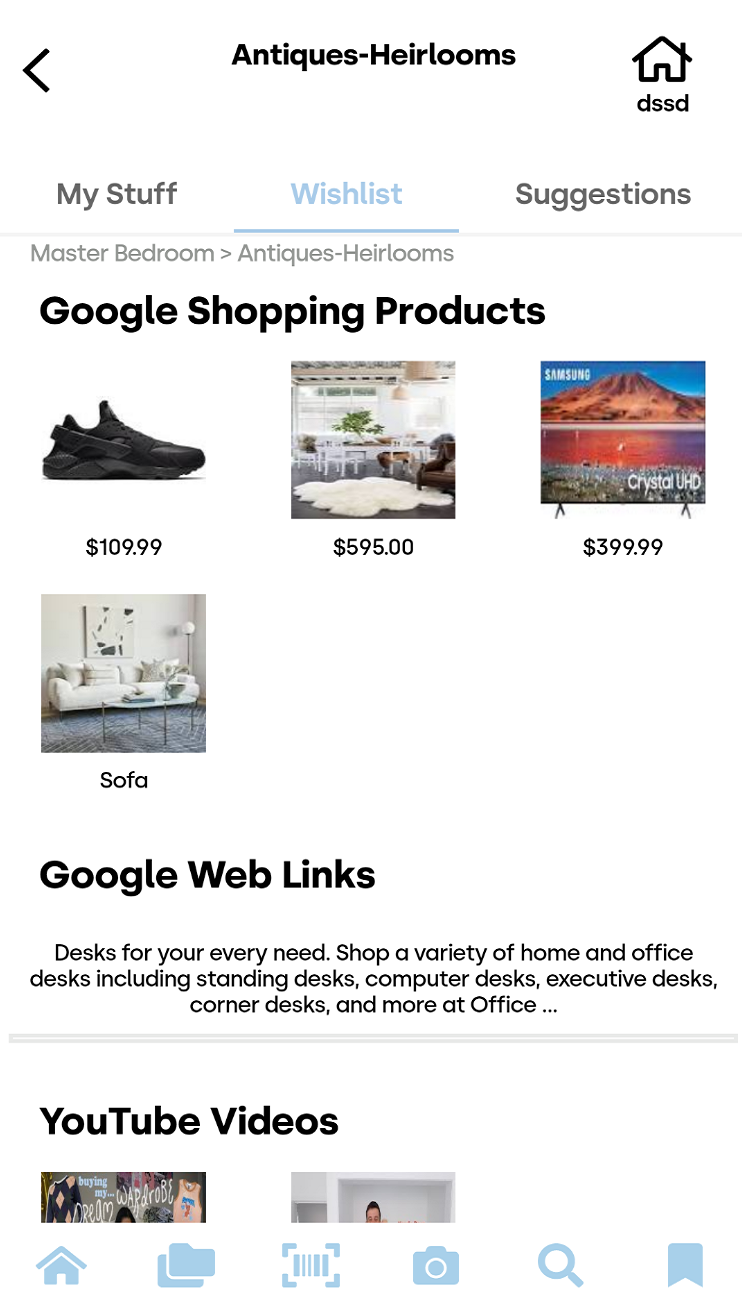 Antiques-Heirlooms
dssd
My Stuff
Wishlist
Suggestions
Master Bedroom > Antiques-Heirlooms
Google Shopping Products
SAMSUNG
Crystal UHD
$109.99
$595.00
$399.99
Sofa
Google Web Links
Desks for your every need. Shop a variety of home and office
desks including standing desks, computer desks, executive desks,
corner desks, and more at Office ...
YouTube Videos
buying
my...
DREAM
WARDROBE